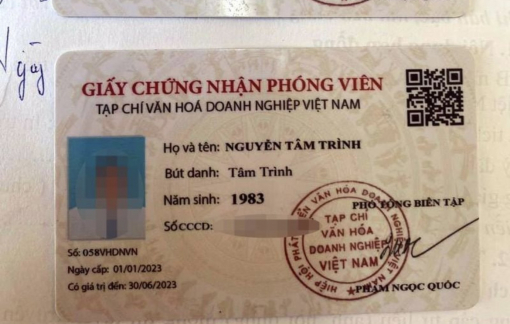 GIẤY CHỨNG NHẬN PHÓNG VIÊN
TẠP CHÍ VĂN HOÁ DOANH NGHIỆP VIỆT NAM
Họ và tên: NGUYỄN TÂM TRÌNH
Bút danh: Tâm Trình
Năm sinh: 1983
Số CCCD:
PHÓ TỔNG BIÊN TẬP
TẠP CHÍ
VĂN HÓA
DOANH NGHIỆP
VIỆT NAM
PHẠM NGỌC QUỐC
Số: 058VHDNVN
Ngày cấp: 01/01/2023
Có giá trị đến: 30/06/2023